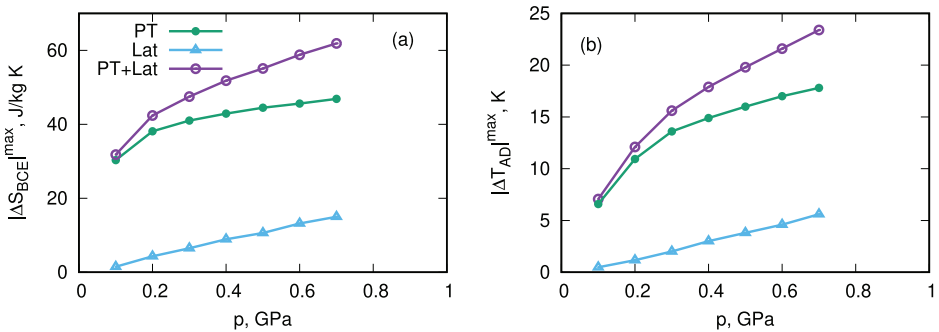 |ΔS_BCE|^max, J/kg K
60
40
20
0
PT
Lat
PT+Lat
(a)
0 0.2 0.4 0.6 0.8 1
p, GPa
|ΔT_AD|^max, K
25
20
15
10
5
0
(b)
0 0.2 0.4 0.6 0.8 1
p, GPa